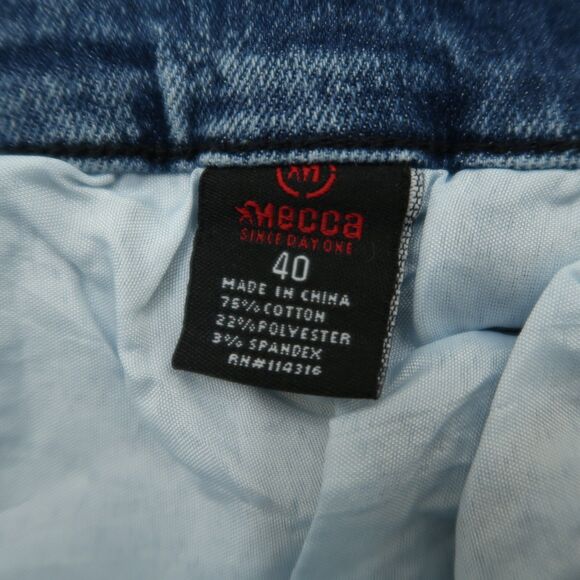 mecca
SINCE DAY ONE
40
MADE IN CHINA
75% COTTON
22% POLYESTER
3% SPANDEX
RN#114316